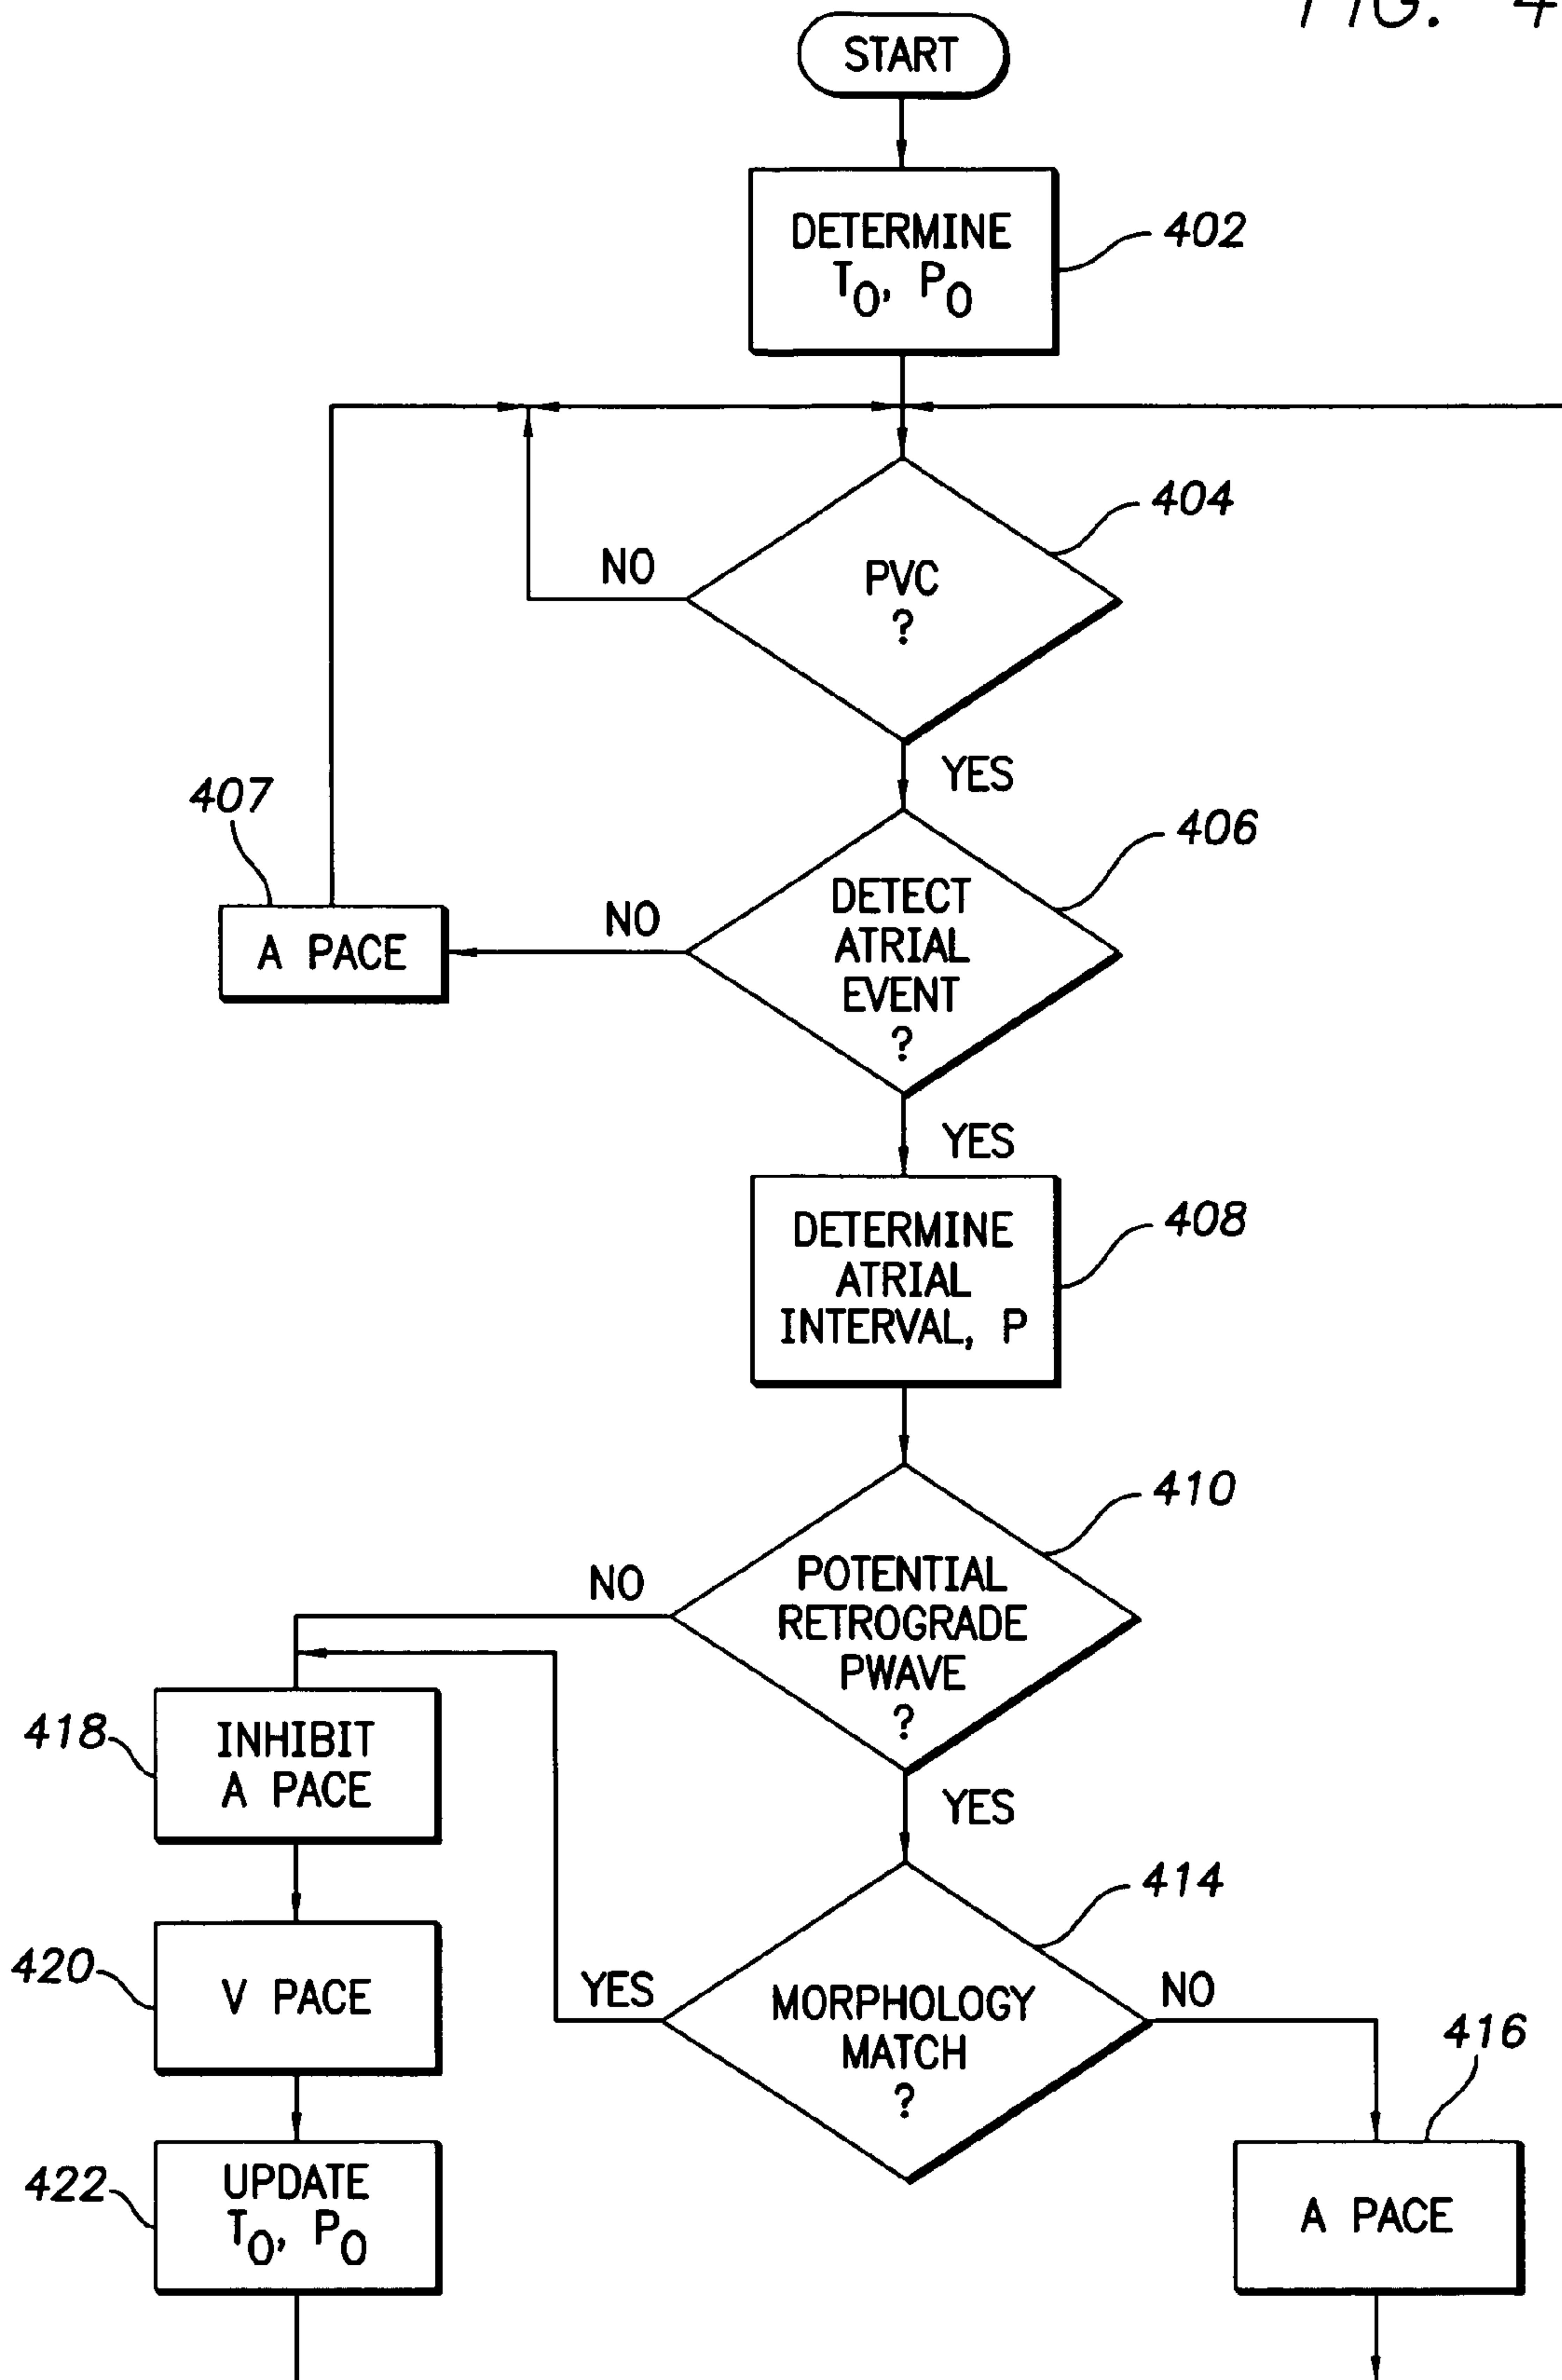 FIG. 4
START
DETERMINE
T0, P0
402
404
NO
PVC
?
YES
407
406
DETECT
ATRIAL
EVENT
?
NO
A PACE
YES
408
DETERMINE
ATRIAL
INTERVAL, P
410
NO
POTENTIAL
RETROGRADE
PWAVE
?
418
INHIBIT
A PACE
YES
414
420
V PACE
YES
MORPHOLOGY
MATCH
?
NO
416
422
UPDATE
T0, P0
A PACE